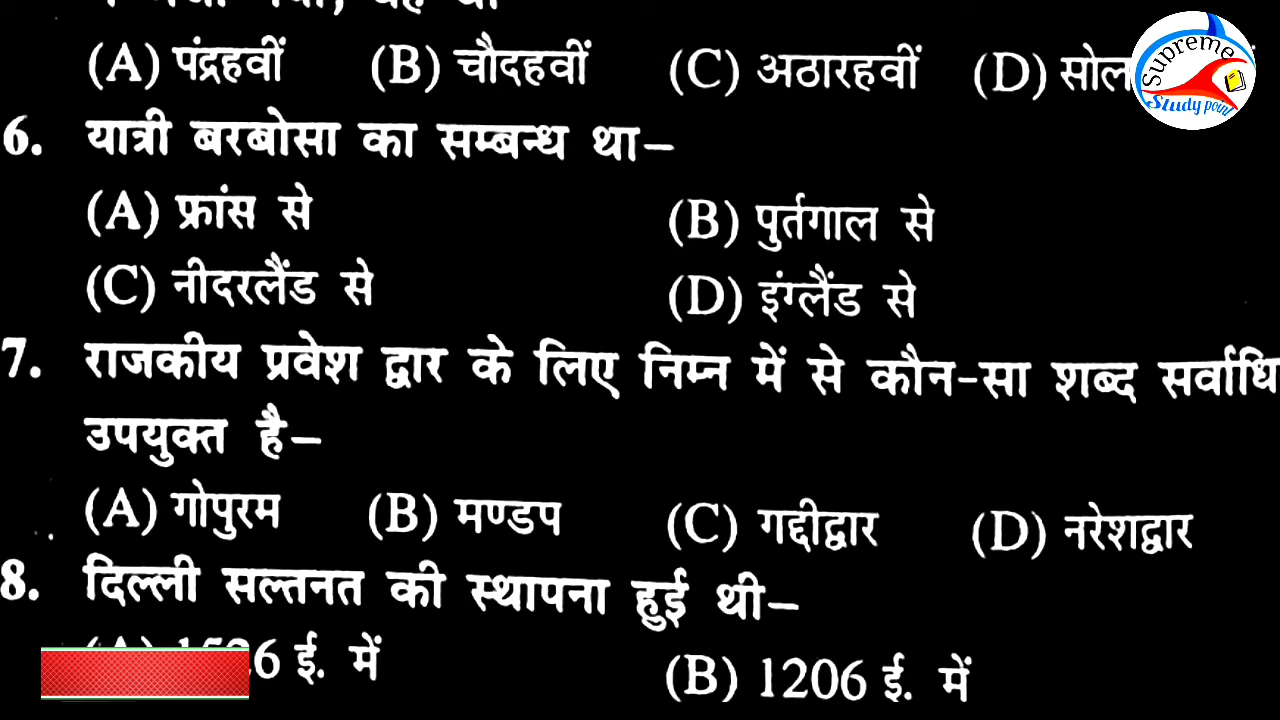 (A) पंद्रहवीं (B) चौदहवीं (C) अठारहवीं (D) सोल
Supreme
Study point
6. यात्री बरबोसा का सम्बन्ध था–
(A) फ्रांस से (B) पुर्तगाल से
(C) नीदरलैंड से (D) इंग्लैंड से
7. राजकीय प्रवेश द्वार के लिए निम्न में से कौन-सा शब्द सर्वाधि
उपयुक्त है–
(A) गोपुरम (B) मण्डप (C) गद्दीद्वार (D) नरेशद्वार
8. दिल्ली सल्तनत की स्थापना हुई थी–
ई. में (B) 1206 ई. में